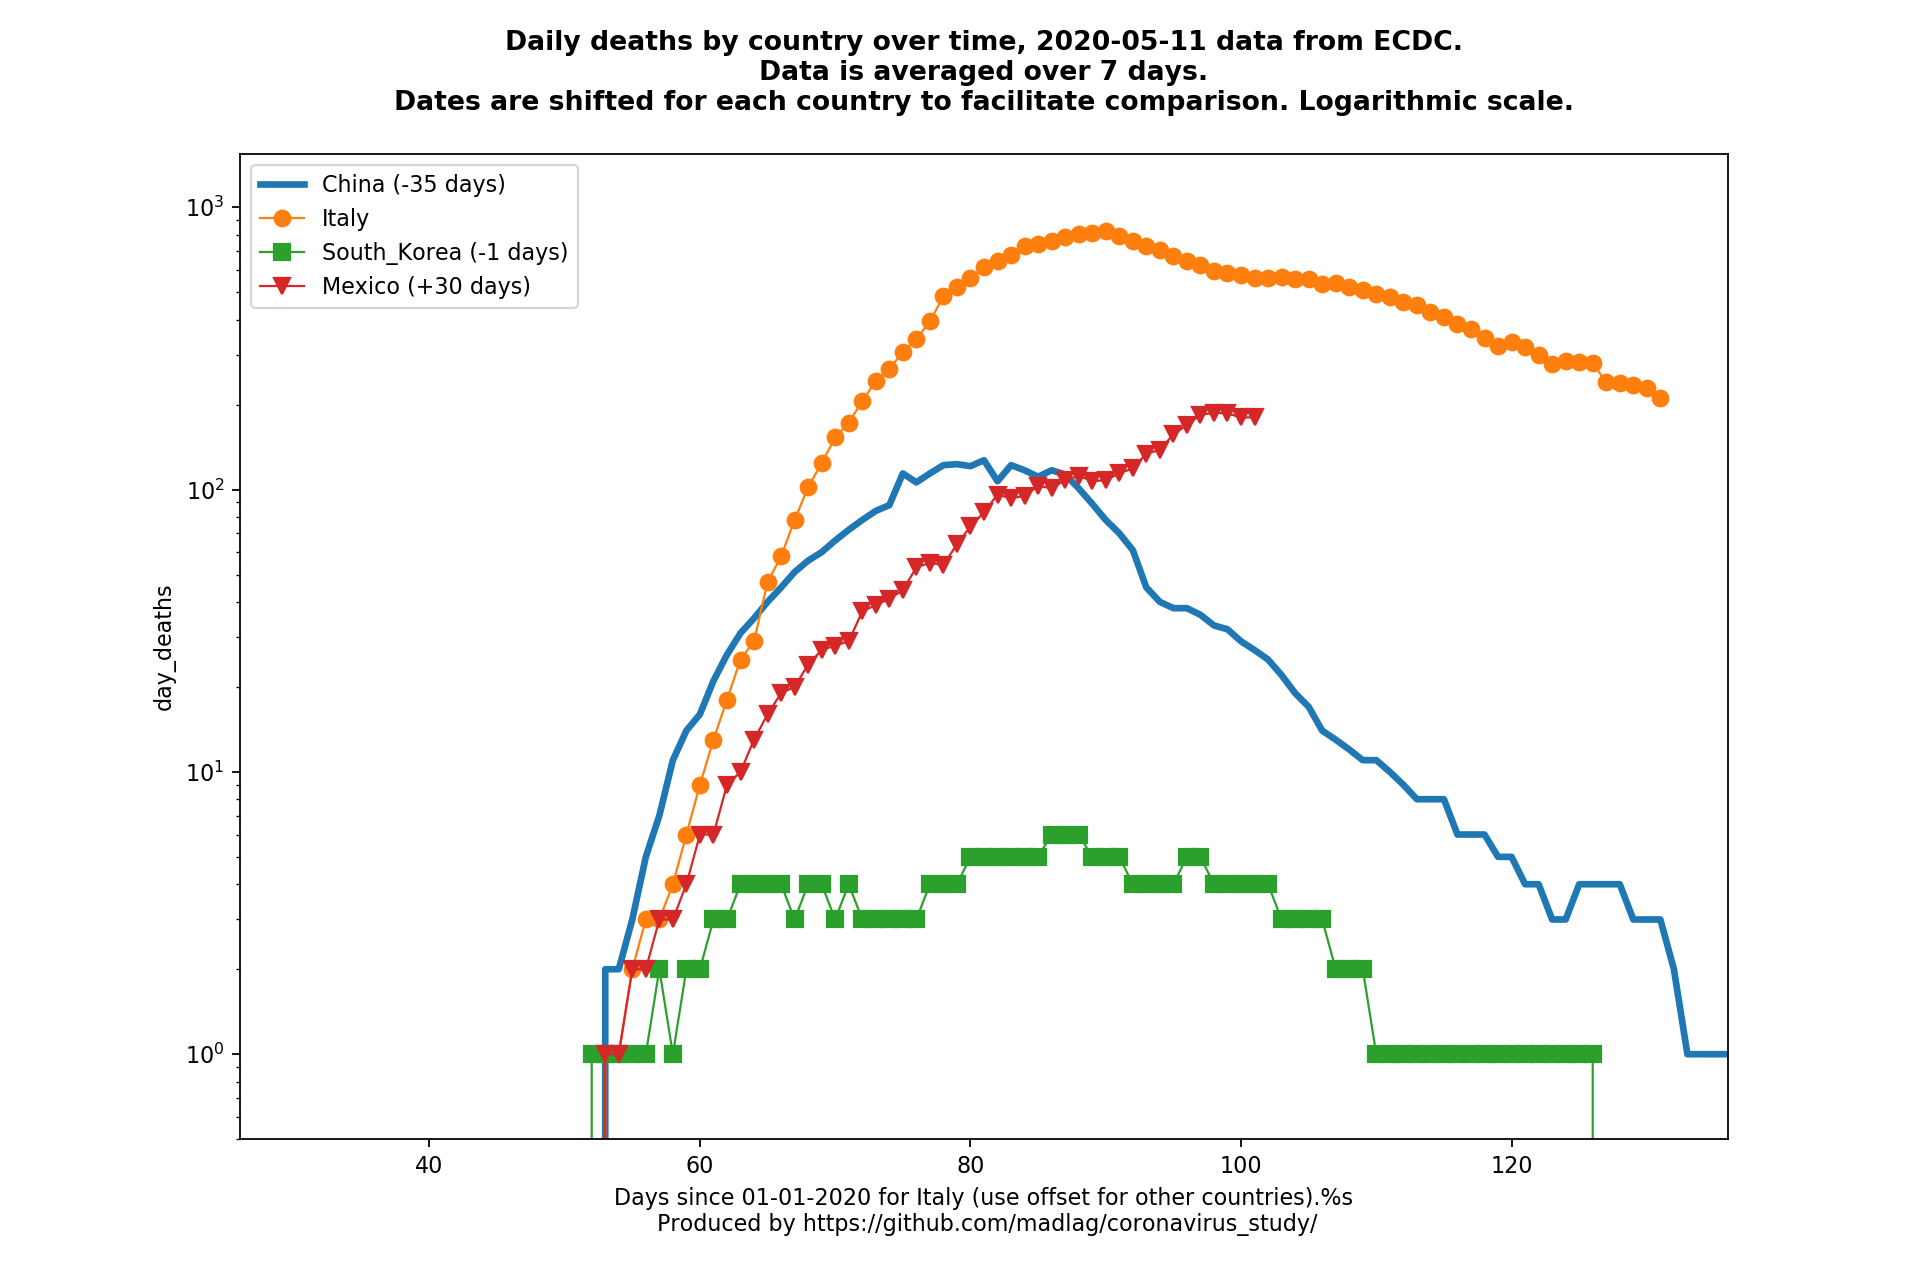 Daily deaths by country over time, 2020-05-11 data from ECDC.
Data is averaged over 7 days.
Dates are shifted for each country to facilitate comparison. Logarithmic scale.
China (-35 days)
Italy
South_Korea (-1 days)
Mexico (+30 days)
10³
10²
10¹
10⁰
day_deaths
40 60 80 100 120
Days since 01-01-2020 for Italy (use offset for other countries).%s
Produced by https://github.com/madlag/coronavirus_study/